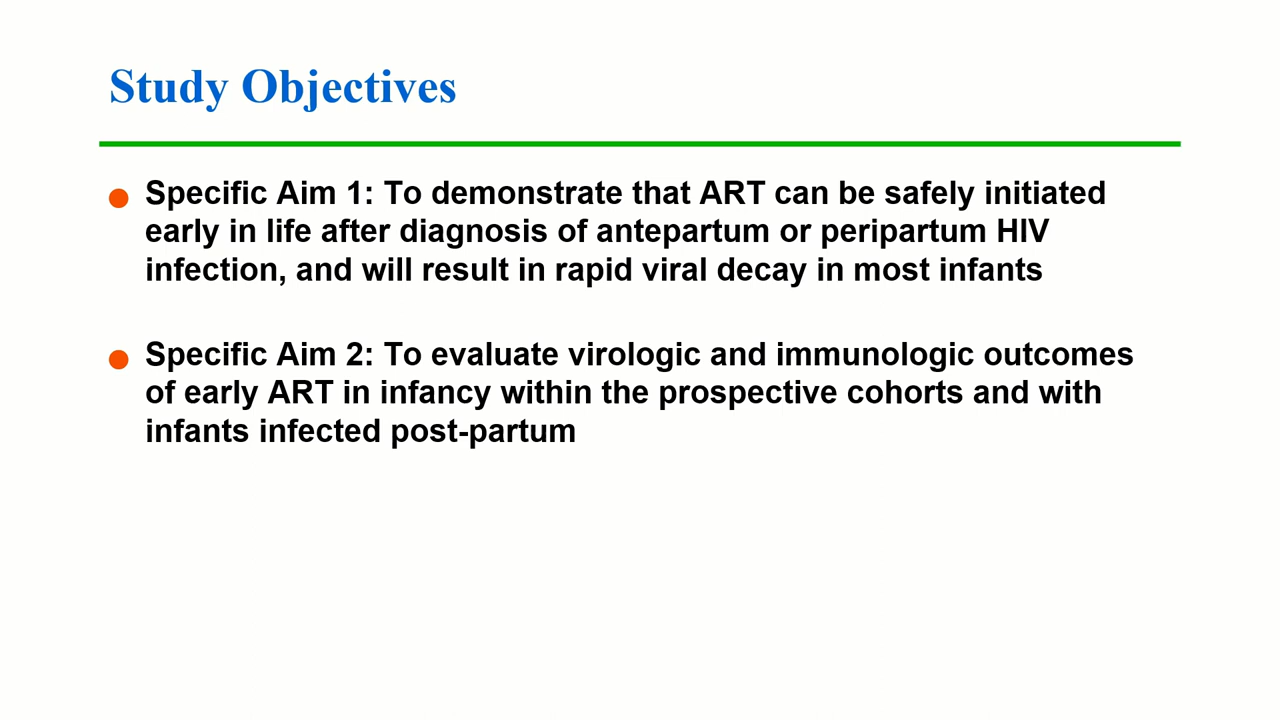 Study Objectives
Specific Aim 1: To demonstrate that ART can be safely initiated
early in life after diagnosis of antepartum or peripartum HIV
infection, and will result in rapid viral decay in most infants
Specific Aim 2: To evaluate virologic and immunologic outcomes
of early ART in infancy within the prospective cohorts and with
infants infected post-partum